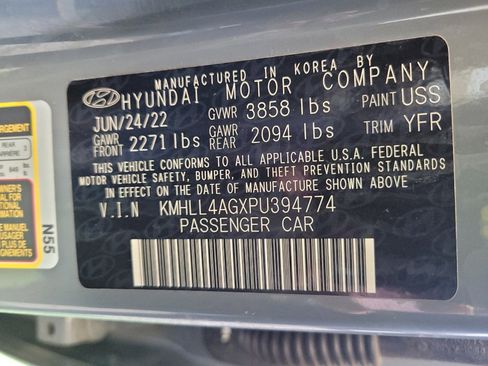 MANUFACTURED IN KOREA BY
HYUNDAI MOTOR COMPANY
JUN/24/22 GVWR 3858 lbs PAINT USS
GAWR FRONT 2271 lbs GAWR REAR 2094 lbs TRIM YFR
THIS VEHICLE CONFORMS TO ALL APPLICABLE U.S.A. FEDERAL
MOTOR VEHICLE SAFETY, BUMPER, AND THEFT PREVENTION STANDARDS
IN EFFECT ON THE DATE OF MANUFACTURE SHOWN ABOVE.
V.I.N KMHLL4AGXPU394774
PASSENGER CAR
REAR
N55